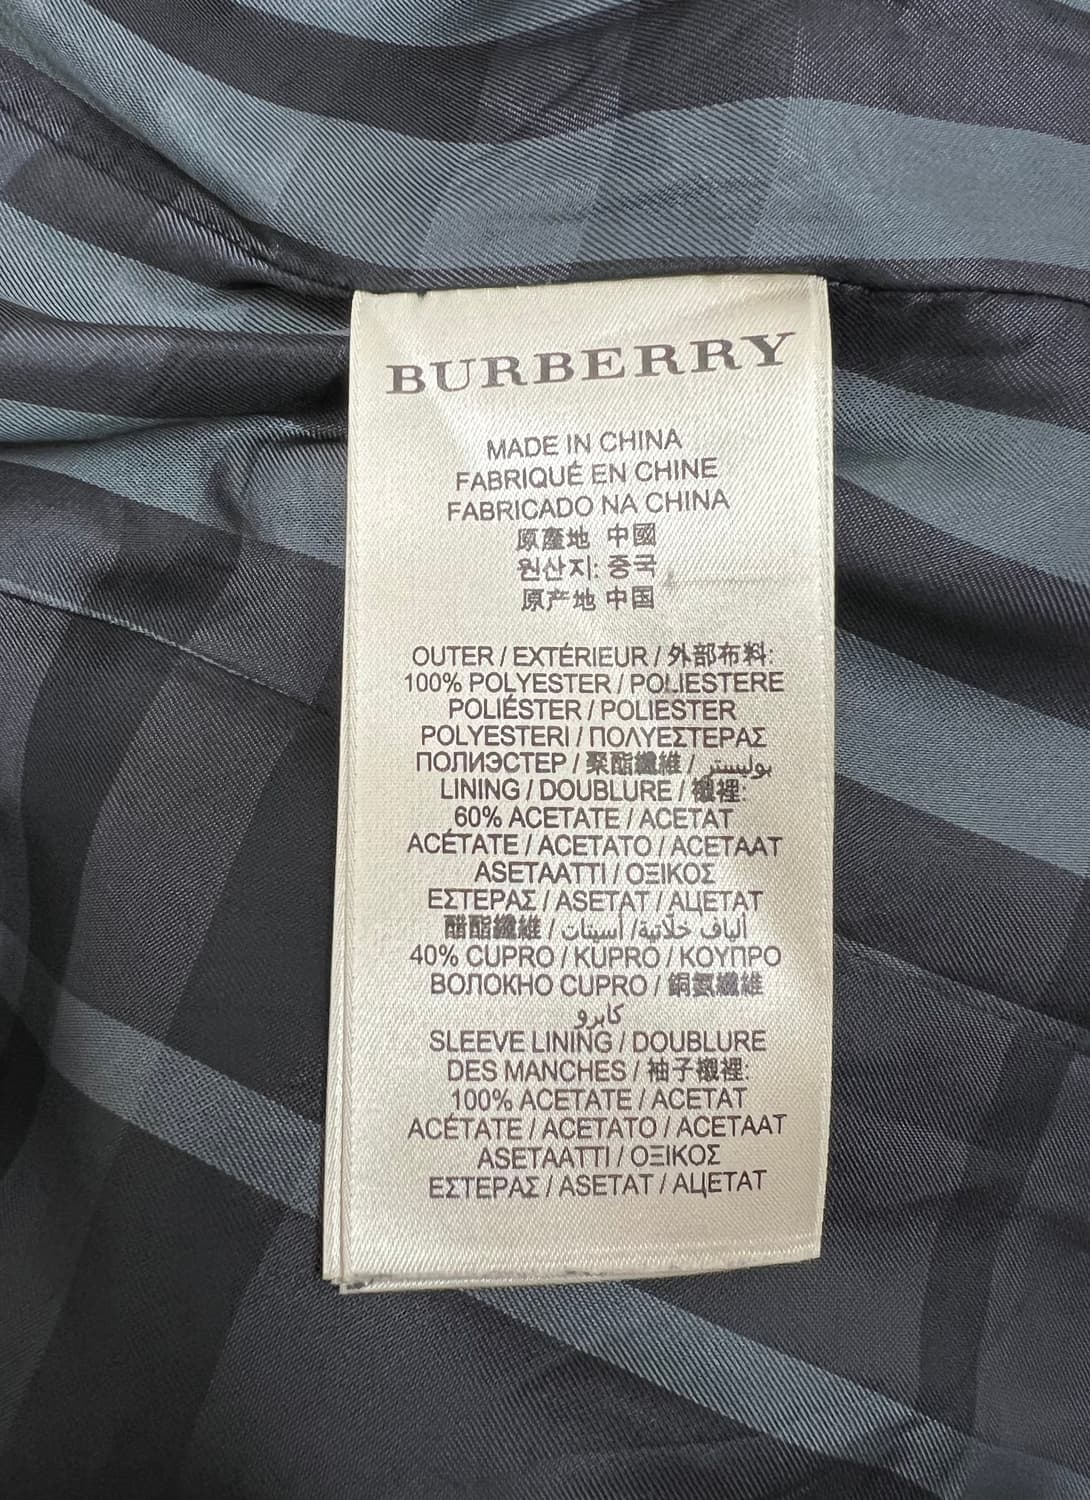 BURBERRY
MADE IN CHINA
FABRIQUÉ EN CHINE
FABRICADO NA CHINA
原產地 中國
원산지: 중국
原产地 中国
OUTER / EXTÉRIEUR / 外部布料:
100% POLYESTER / POLIESTERE
POLIÉSTER / POLIESTER
POLYESTERI / ΠΟΛΥΕΣΤΕΡΑΣ
ПОЛИЭСТЕР / 聚酯纖維 / بوليستر
LINING / DOUBLURE / 襯裡:
60% ACETATE / ACETAT
ACÉTATE / ACETATO / ACETAAT
ASETAATTI / ΟΞΙΚΟΣ
ΕΣΤΕΡΑΣ / ASETAT / АЦЕТАТ
醋酯纖維 / ألياف خلّاتية/ أسيتات
40% CUPRO / KUPRO / ΚΟΥΠΡΟ
ВОЛОКНО CUPRO / 銅氨纖維
كابرو
SLEEVE LINING / DOUBLURE
DES MANCHES / 袖子襯裡:
100% ACETATE / ACETAT
ACÉTATE / ACETATO / ACETAAT
ASETAATTI / ΟΞΙΚΟΣ
ΕΣΤΕΡΑΣ / ASETAT / АЦЕТАТ